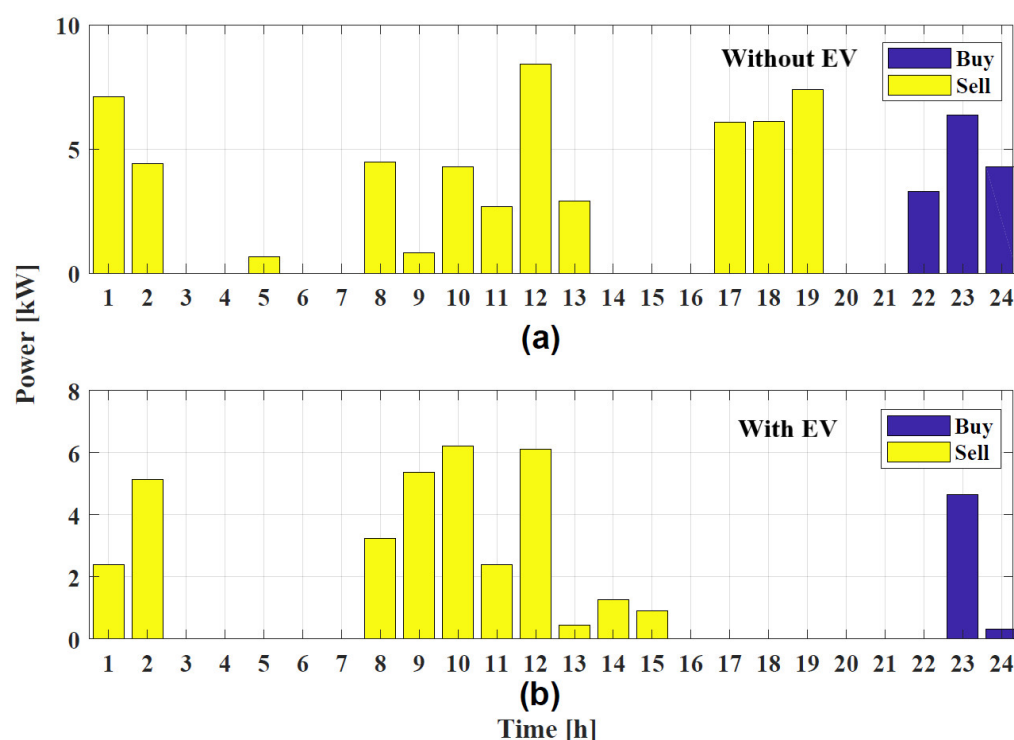 10
5
0
Without EV
Buy
Sell
1 2 3 4 5 6 7 8 9 10 11 12 13 14 15 16 17 18 19 20 21 22 23 24
(a)
Power [kW]
8
6
4
2
0
With EV
Buy
Sell
1 2 3 4 5 6 7 8 9 10 11 12 13 14 15 16 17 18 19 20 21 22 23 24
(b)
Time [h]